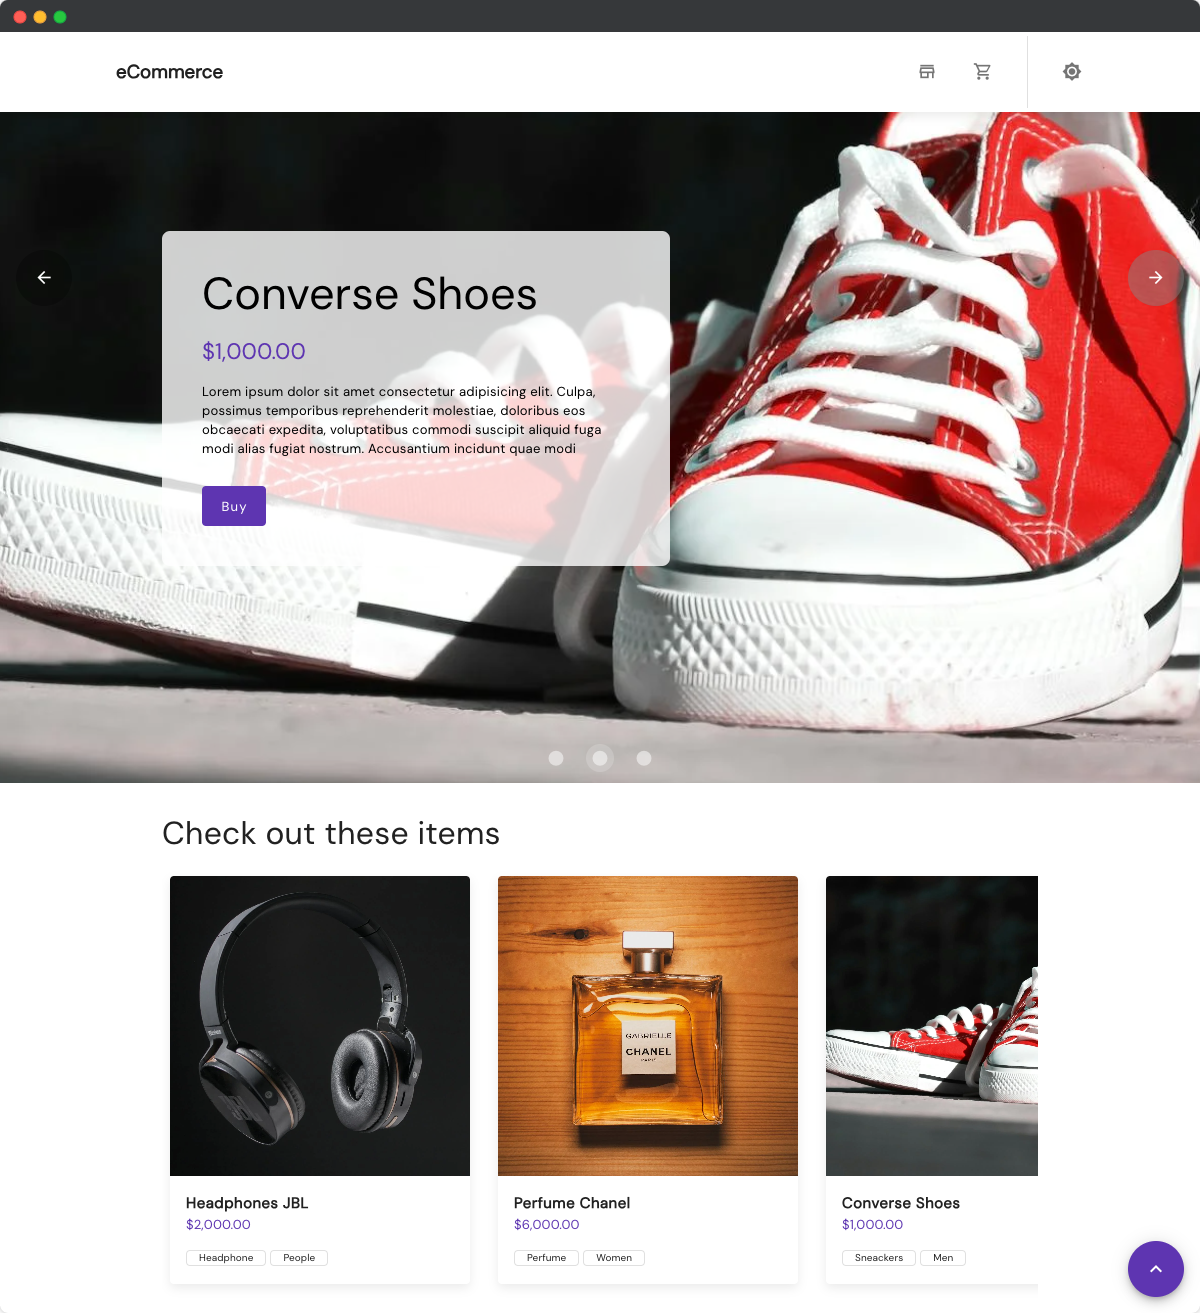 eCommerce
Converse Shoes
$1,000.00
Lorem ipsum dolor sit amet consectetur adipisicing elit. Culpa,
possimus temporibus reprehenderit molestiae, doloribus eos
obcaecati expedita, voluptatibus commodi suscipit aliquid fuga
modi alias fugiat nostrum. Accusantium incidunt quae modi
Buy
Check out these items
GABRIELLE
CHANEL
PARIS
Headphones JBL
$2,000.00
Headphone People
Perfume Chanel
$6,000.00
Perfume Women
Converse Shoes
$1,000.00
Sneackers Men